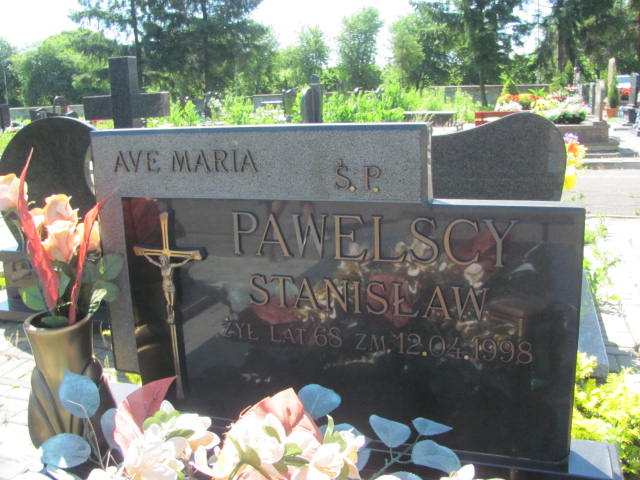 AVE MARIA
Ś.P.
PAWELSCY
STANISŁAW
ŻYŁ LAT 68 ZM 12.04.1998